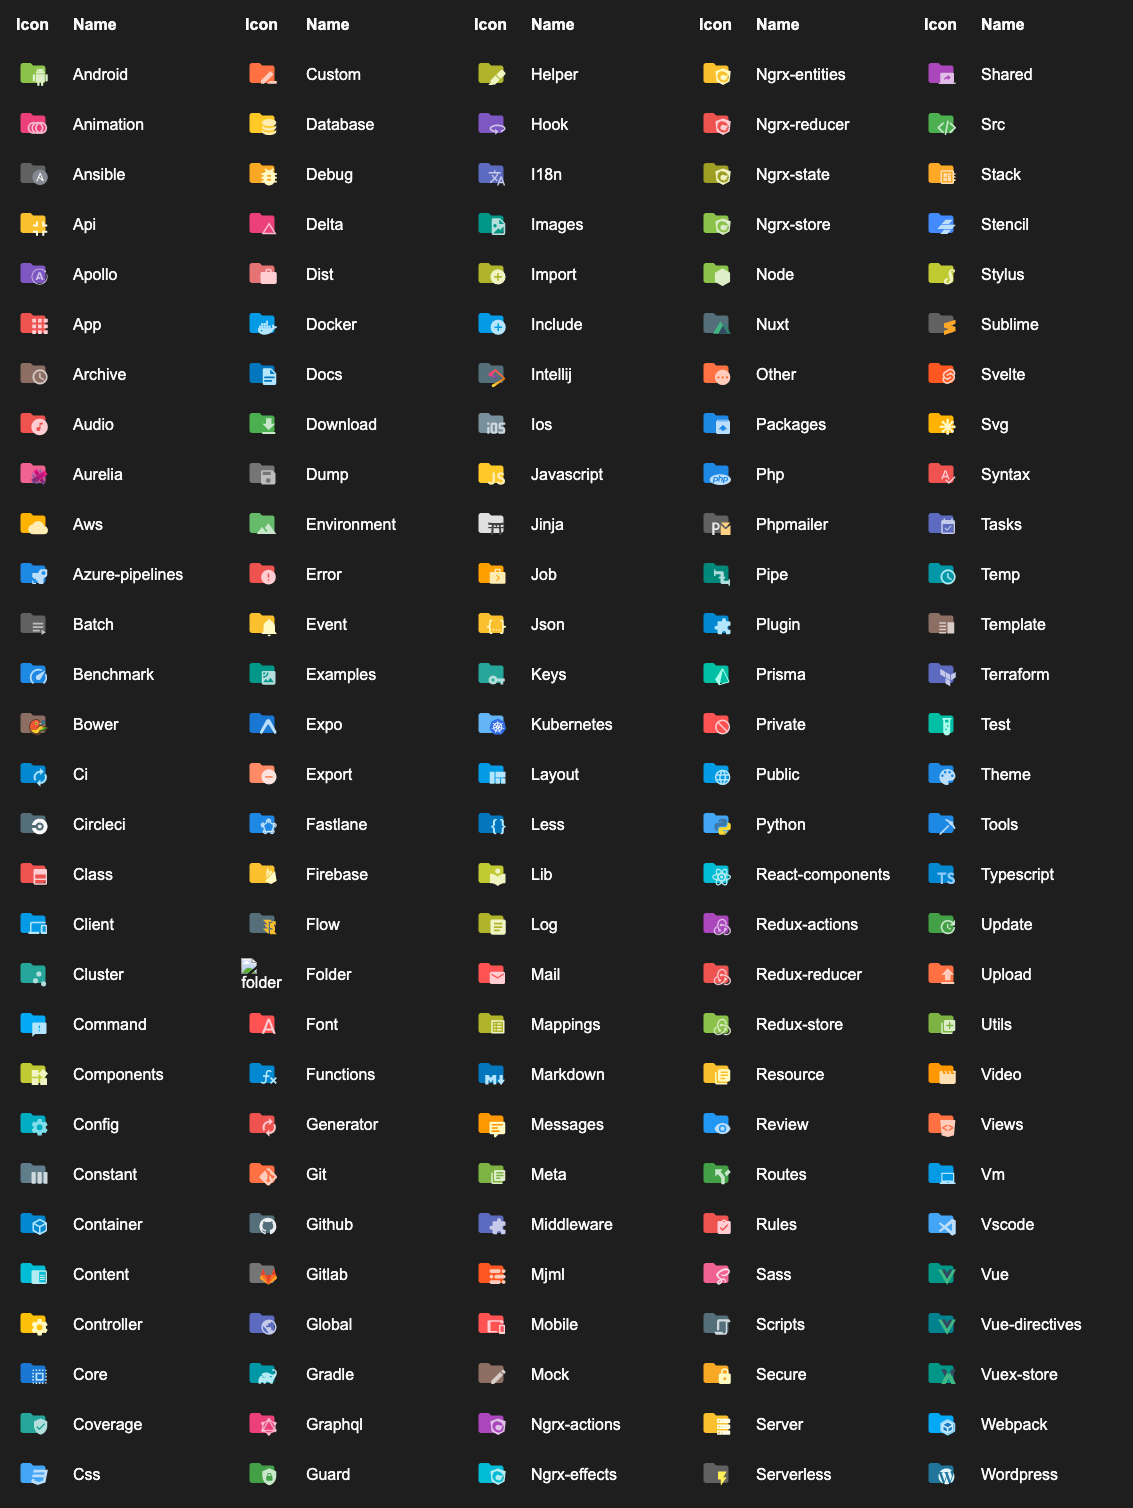 Icon Name Icon Name Icon Name Icon Name Icon Name
Android Custom Helper Ngrx-entities Shared
Animation Database Hook Ngrx-reducer Src
Ansible Debug I18n Ngrx-state Stack
Api Delta Images Ngrx-store Stencil
Apollo Dist Import Node Stylus
App Docker Include Nuxt Sublime
Archive Docs Intellij Other Svelte
Audio Download iOS Ios Packages Svg
Aurelia Dump JS Javascript php Php Syntax
Aws Environment Jinja Phpmailer Tasks
Azure-pipelines Error Job Pipe Temp
Batch Event Json Plugin Template
Benchmark Examples Keys Prisma Terraform
Bower Expo Kubernetes Private Test
Ci Export Layout Public Theme
Circleci Fastlane Less Python Tools
Class Firebase Lib React-components TS Typescript
Client Flow Log Redux-actions Update
Cluster folder Folder Mail Redux-reducer Upload
Command Font Mappings Redux-store Utils
Components Functions Markdown Resource Video
Config Generator Messages Review Views
Constant Git Meta Routes Vm
Container Github Middleware Rules Vscode
Content Gitlab Mjml Sass Vue
Controller Global Mobile Scripts Vue-directives
Core Gradle Mock Secure Vuex-store
Coverage Graphql Ngrx-actions Server Webpack
Css Guard Ngrx-effects Serverless Wordpress